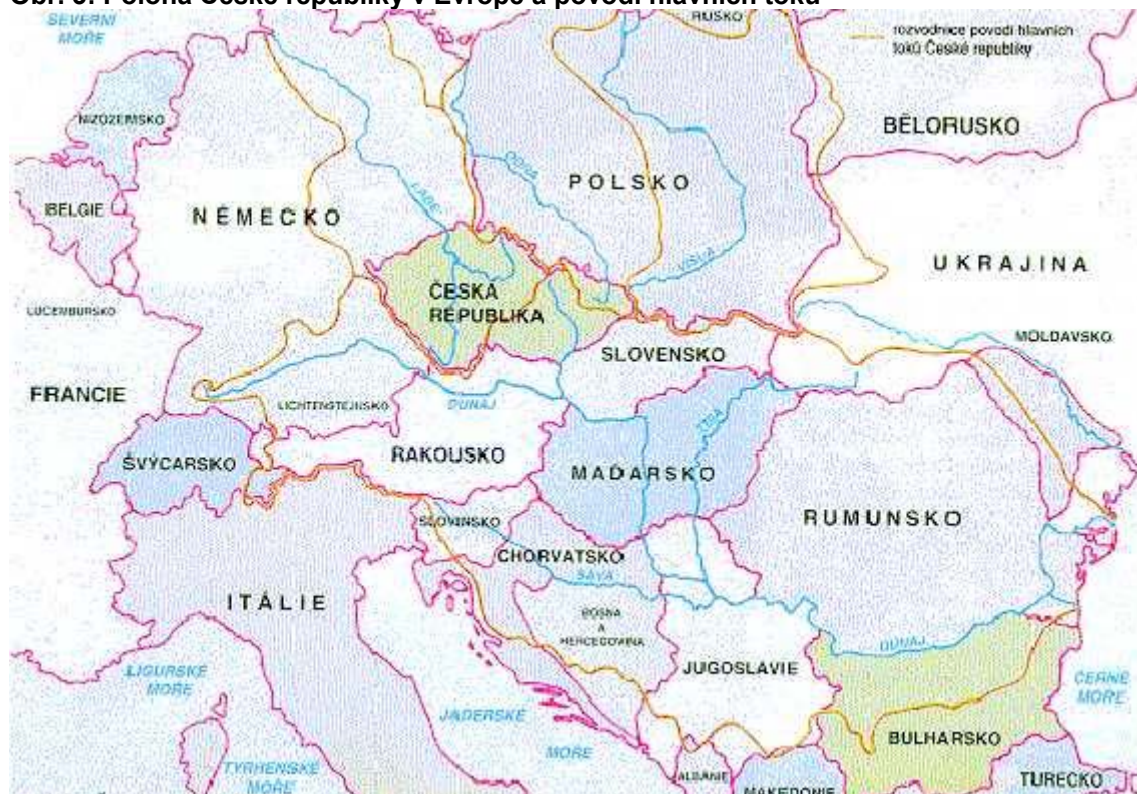 Obr. 3: Poloha České republiky v Evropě a povodí hlavních toků
SEVERNÍ
MOŘE
RUSKO
rozvodnice povodí hlavních
toků České republiky
NIZOZEMSKO
BĚLORUSKO
ODRA
POLSKO
LABE
BELGIE
NĚMECKO
VISLA
UKRAJINA
ČESKÁ
REPUBLIKA
LUCEMBURSKO
MOLDAVSKO
SLOVENSKO
FRANCIE
LICHTENŠTEJNSKO
DUNAJ
TISA
ŠVÝCARSKO
RAKOUSKO
MAĎARSKO
RUMUNSKO
SLOVINSKO
CHORVATSKO
SÁVA
ITÁLIE
BOSNA
A
HERCEGOVINA
DUNAJ
JUGOSLAVIE
LIGURSKÉ
MOŘE
ČERNÉ
MOŘE
JADERSKÉ
MOŘE
BULHARSKO
TYRHÉNSKÉ
MOŘE
ALBÁNIE
MAKEDONIE
TURECKO